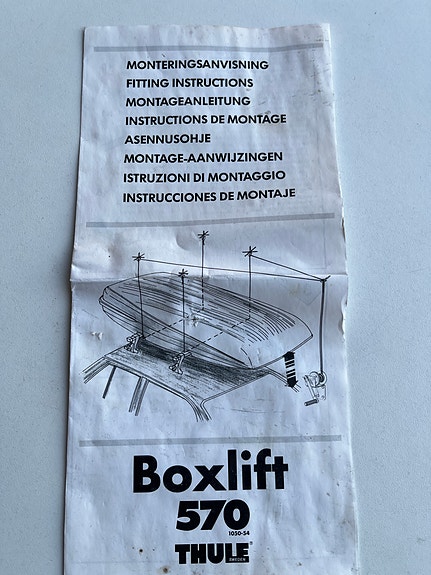 MONTERINGSANVISNING
FITTING INSTRUCTIONS
MONTAGEANLEITUNG
INSTRUCTIONS DE MONTAGE
ASENNUSOHJE
MONTAGE-AANWIJZINGEN
ISTRUZIONI DI MONTAGGIO
INSTRUCCIONES DE MONTAJE
Boxlift
570
1050-54
THULE®
SWEDEN